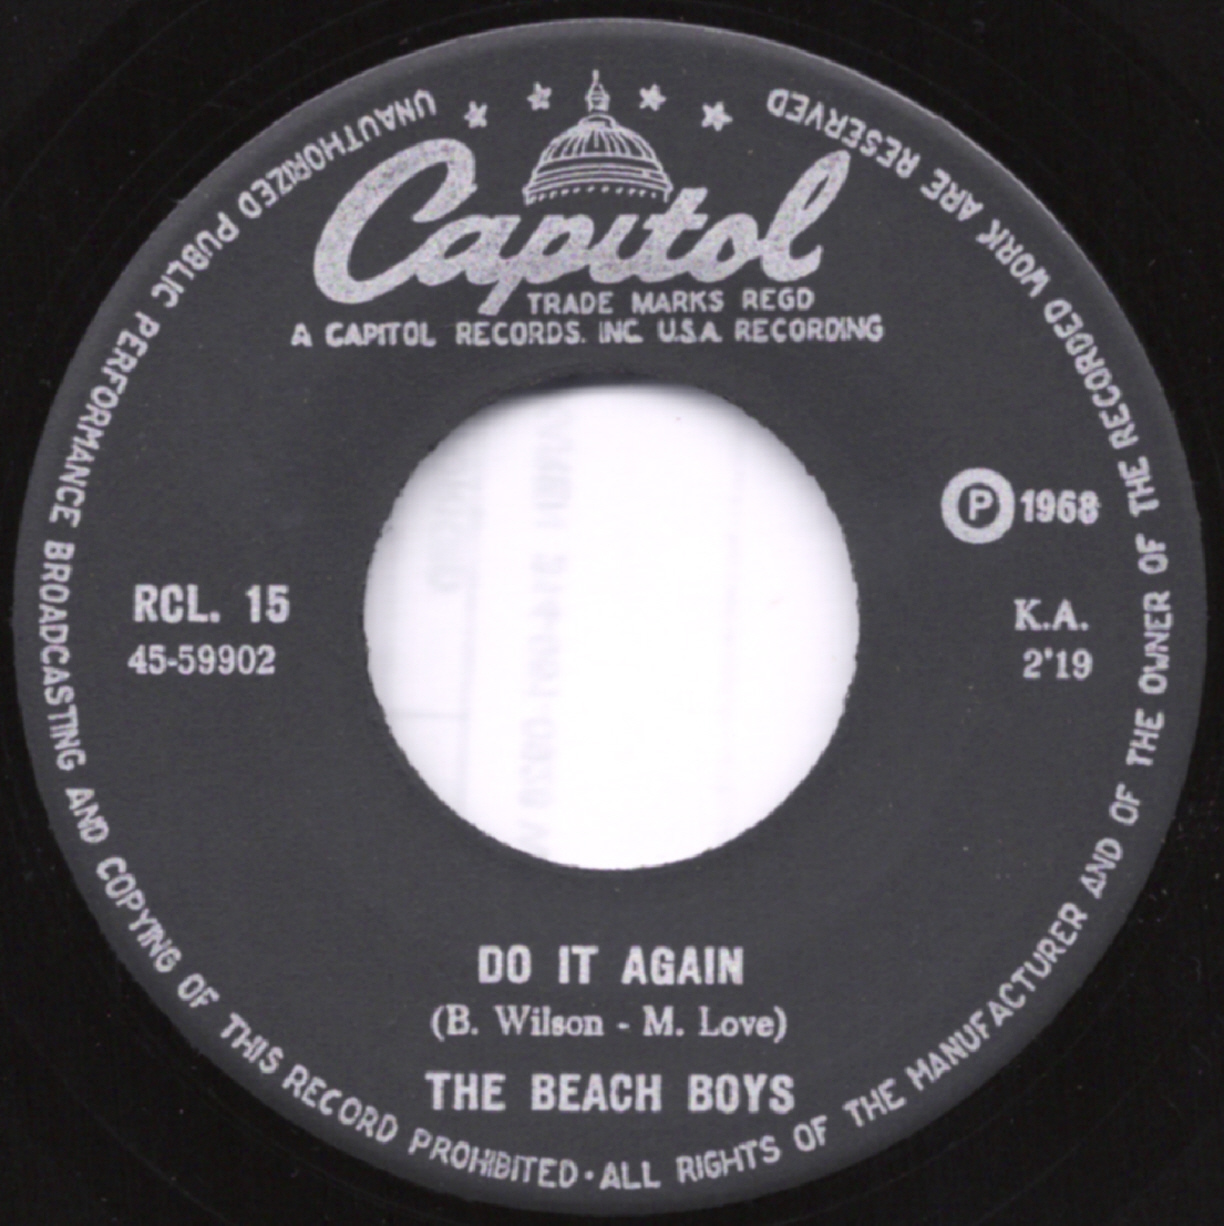 UNAUTHORIZED PUBLIC PERFORMANCE BROADCASTING AND COPYING OF THIS RECORD PROHIBITED · ALL RIGHTS OF THE MANUFACTURER AND OF THE OWNER OF THE RECORDED WORK ARE RESERVED
Capitol
TRADE MARKS REGD
A CAPITOL RECORDS. INC. U.S.A. RECORDING
P 1968
RCL. 15
45-59902
K.A.
2'19
DO IT AGAIN
(B. Wilson - M. Love)
THE BEACH BOYS